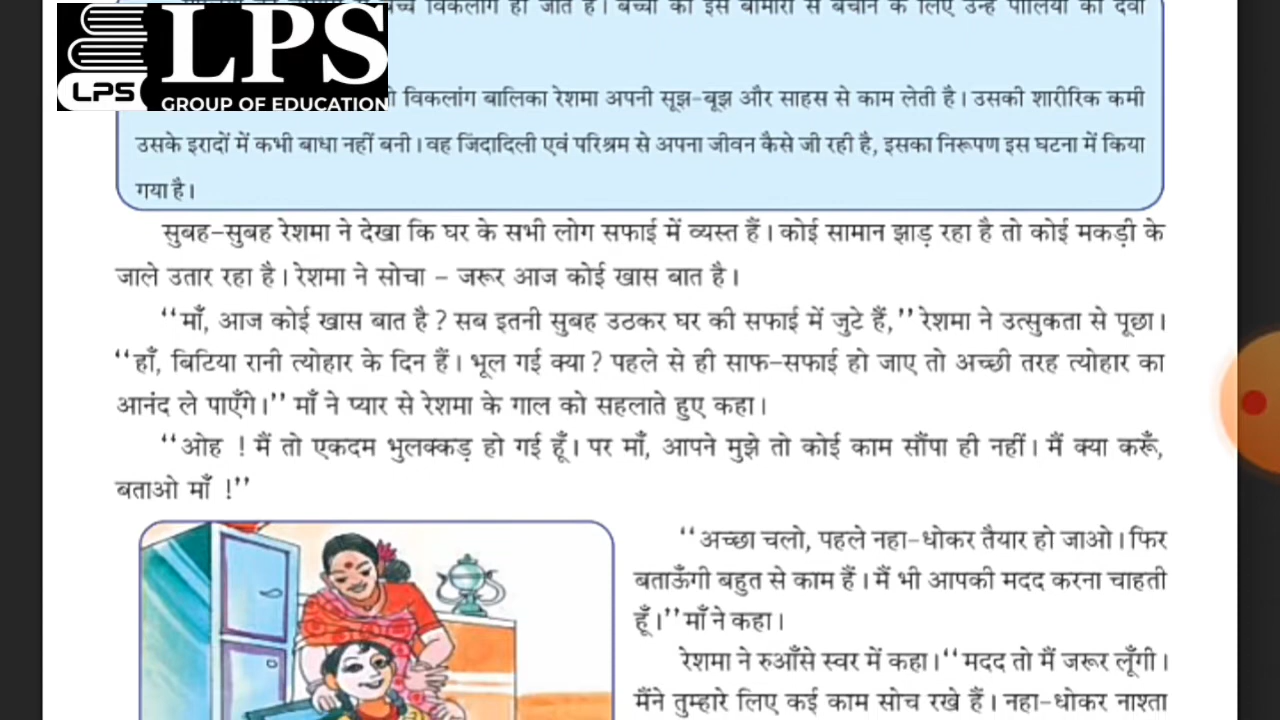 बच्चे विकलांग हो जाते हैं। बच्चों को इस बीमारी से बचाने के लिए उन्हें पोलियो की दवा
LPS
LPS
GROUP OF EDUCATION
विकलांग बालिका रेशमा अपनी सूझ-बूझ और साहस से काम लेती है। उसकी शारीरिक कमी
उसके इरादों में कभी बाधा नहीं बनी। वह जिंदादिली एवं परिश्रम से अपना जीवन कैसे जी रही है, इसका निरूपण इस घटना में किया
गया है।
सुबह-सुबह रेशमा ने देखा कि घर के सभी लोग सफाई में व्यस्त हैं। कोई सामान झाड़ रहा है तो कोई मकड़ी के
जाले उतार रहा है। रेशमा ने सोचा - जरूर आज कोई खास बात है।
“माँ, आज कोई खास बात है ? सब इतनी सुबह उठकर घर की सफाई में जुटे हैं,” रेशमा ने उत्सुकता से पूछा।
“हाँ, बिटिया रानी त्योहार के दिन हैं। भूल गई क्या ? पहले से ही साफ-सफाई हो जाए तो अच्छी तरह त्योहार का
आनंद ले पाएँगे।” माँ ने प्यार से रेशमा के गाल को सहलाते हुए कहा।
“ओह ! मैं तो एकदम भुलक्कड़ हो गई हूँ। पर माँ, आपने मुझे तो कोई काम सौंपा ही नहीं। मैं क्या करूँ,
बताओ माँ !”
“अच्छा चलो, पहले नहा-धोकर तैयार हो जाओ। फिर
बताऊँगी बहुत से काम हैं। मैं भी आपकी मदद करना चाहती
हूँ।” माँ ने कहा।
रेशमा ने रुआँसे स्वर में कहा। “मदद तो मैं जरूर लूँगी।
मैंने तुम्हारे लिए कई काम सोच रखे हैं। नहा-धोकर नाश्ता